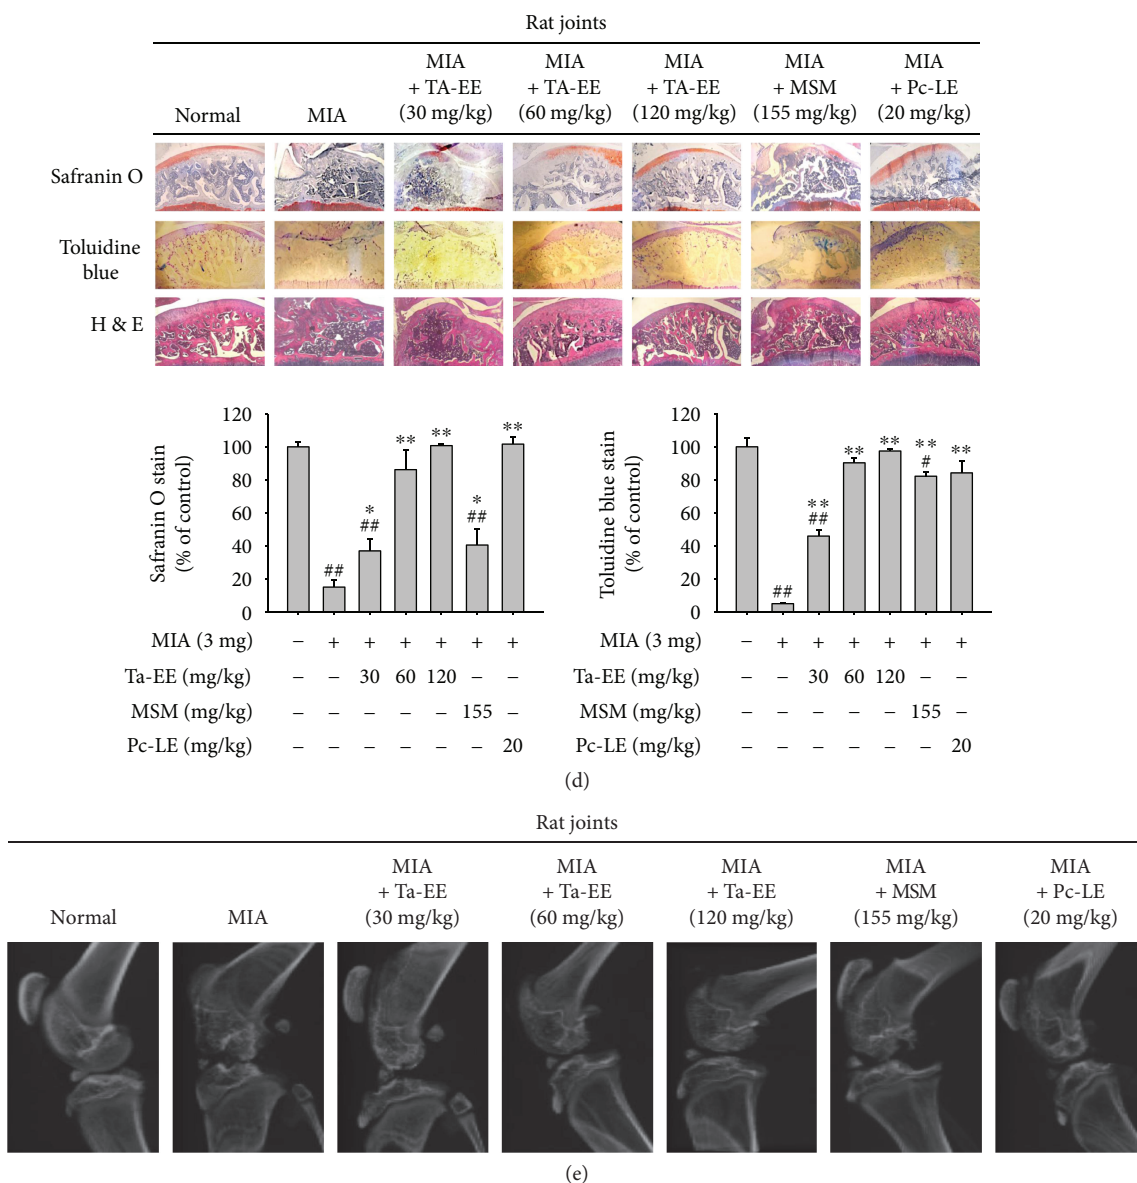 Rat joints
Normal
MIA
MIA
+ TA-EE
(30 mg/kg)
MIA
+ TA-EE
(60 mg/kg)
MIA
+ TA-EE
(120 mg/kg)
MIA
+ MSM
(155 mg/kg)
MIA
+ Pc-LE
(20 mg/kg)
Safranin O
Toluidine
blue
H & E
Safranin O stain
(% of control)
120
100
80
60
40
20
0
##
*
##
**
**
*
##
**
MIA (3 mg) − + + + + + +
Ta-EE (mg/kg) − − 30 60 120 − −
MSM (mg/kg) − − − − − 155 −
Pc-LE (mg/kg) − − − − − − 20
Toluidine blue stain
(% of control)
120
100
80
60
40
20
0
##
**
##
**
**
**
#
**
MIA (3 mg) − + + + + + +
Ta-EE (mg/kg) − − 30 60 120 − −
MSM (mg/kg) − − − − − 155 −
Pc-LE (mg/kg) − − − − − − 20
(d)
Rat joints
Normal
MIA
MIA
+ Ta-EE
(30 mg/kg)
MIA
+ Ta-EE
(60 mg/kg)
MIA
+ Ta-EE
(120 mg/kg)
MIA
+ MSM
(155 mg/kg)
MIA
+ Pc-LE
(20 mg/kg)
(e)